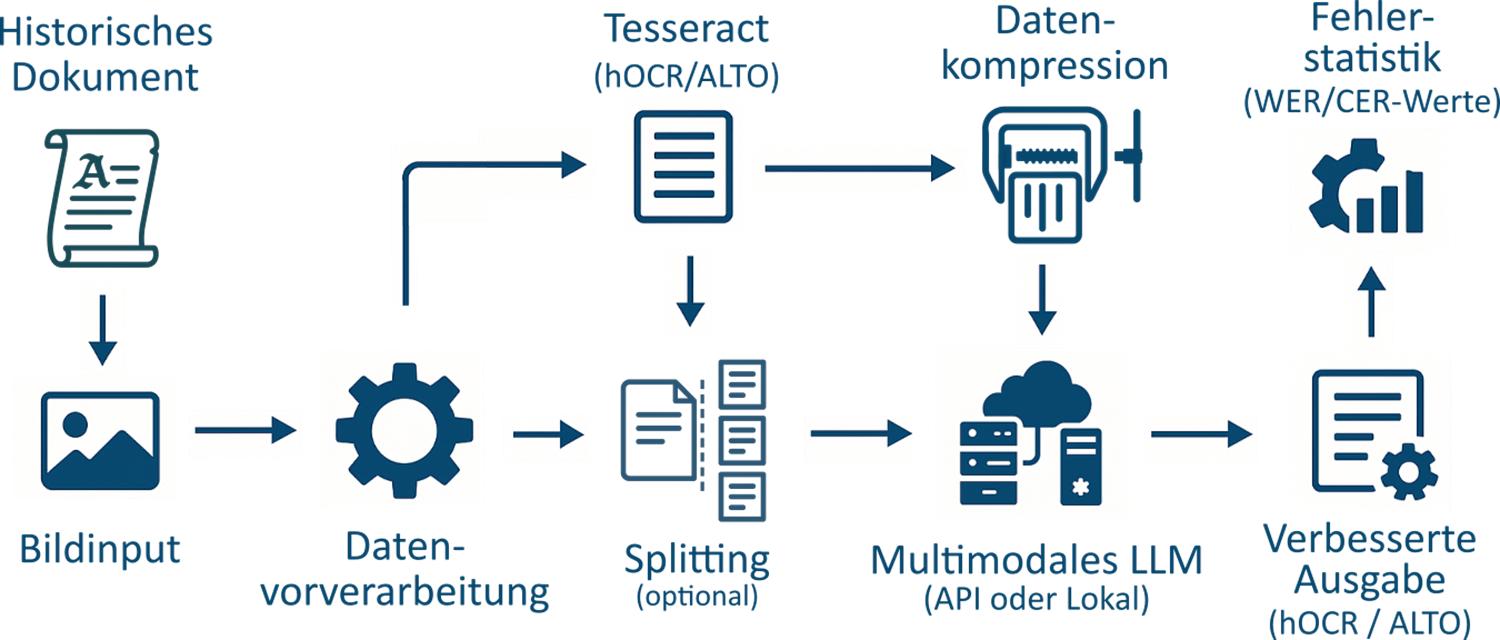 Historisches
Dokument
Tesseract
(hOCR/ALTO)
Daten-
kompression
Fehler-
statistik
(WER/CER-Werte)
A
Bildinput
Daten-
vorverarbeitung
Splitting
(optional)
Multimodales LLM
(API oder Lokal)
Verbesserte
Ausgabe
(hOCR / ALTO)